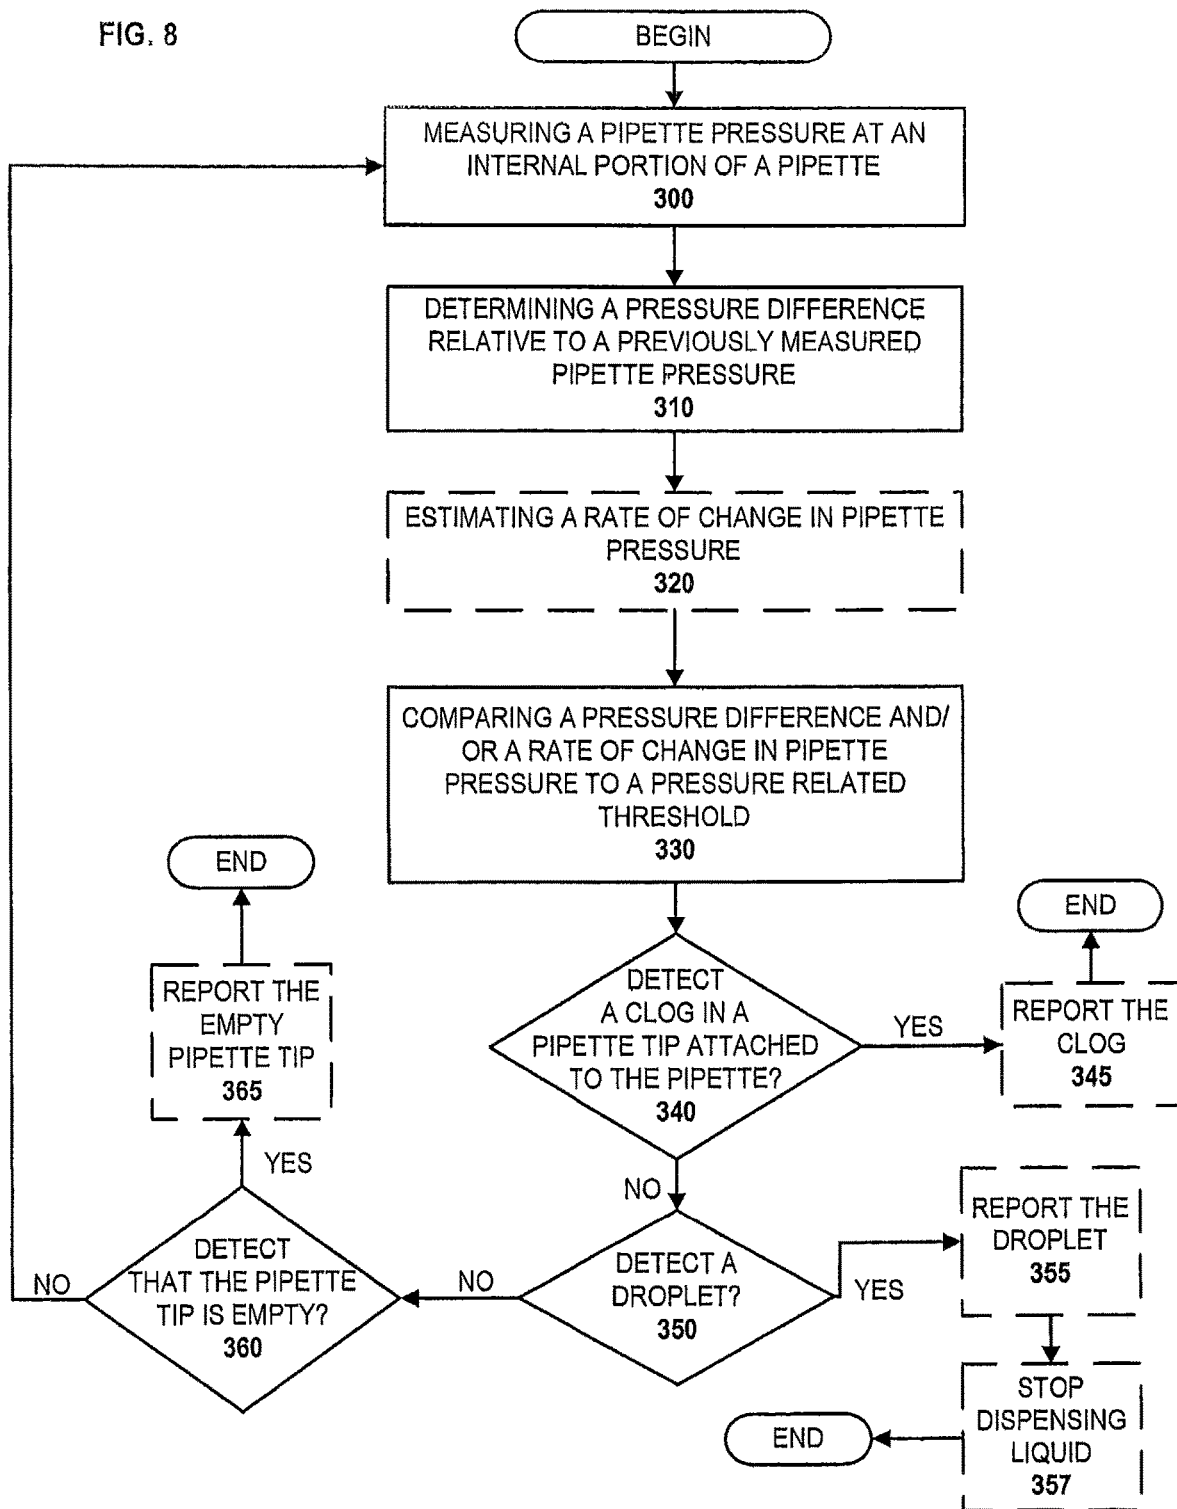 FIG. 8
BEGIN
MEASURING A PIPETTE PRESSURE AT AN
INTERNAL PORTION OF A PIPETTE
300
DETERMINING A PRESSURE DIFFERENCE
RELATIVE TO A PREVIOUSLY MEASURED
PIPETTE PRESSURE
310
ESTIMATING A RATE OF CHANGE IN PIPETTE
PRESSURE
320
COMPARING A PRESSURE DIFFERENCE AND/
OR A RATE OF CHANGE IN PIPETTE
PRESSURE TO A PRESSURE RELATED
THRESHOLD
330
DETECT
A CLOG IN A
PIPETTE TIP ATTACHED
TO THE PIPETTE?
340
YES
REPORT THE
CLOG
345
END
NO
DETECT A
DROPLET?
350
YES
REPORT THE
DROPLET
355
STOP
DISPENSING
LIQUID
357
END
NO
DETECT
THAT THE PIPETTE
TIP IS EMPTY?
360
YES
REPORT THE
EMPTY
PIPETTE TIP
365
END
NO